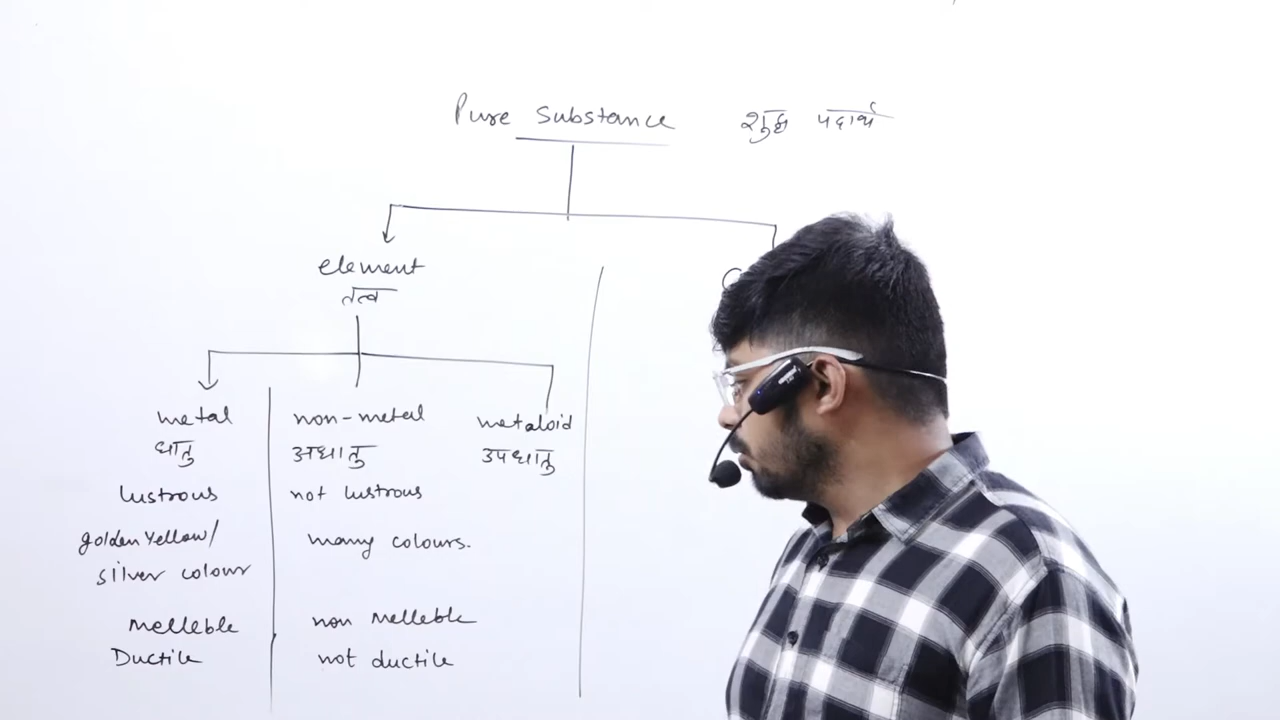 Pure Substance शुद्ध पदार्थ
element
तत्व
metal non-metal metaloid
धातु अधातु उपधातु
lustrous not lustrous
golden yellow/ many colours.
silver colour
melleble non melleble
Ductile not ductile